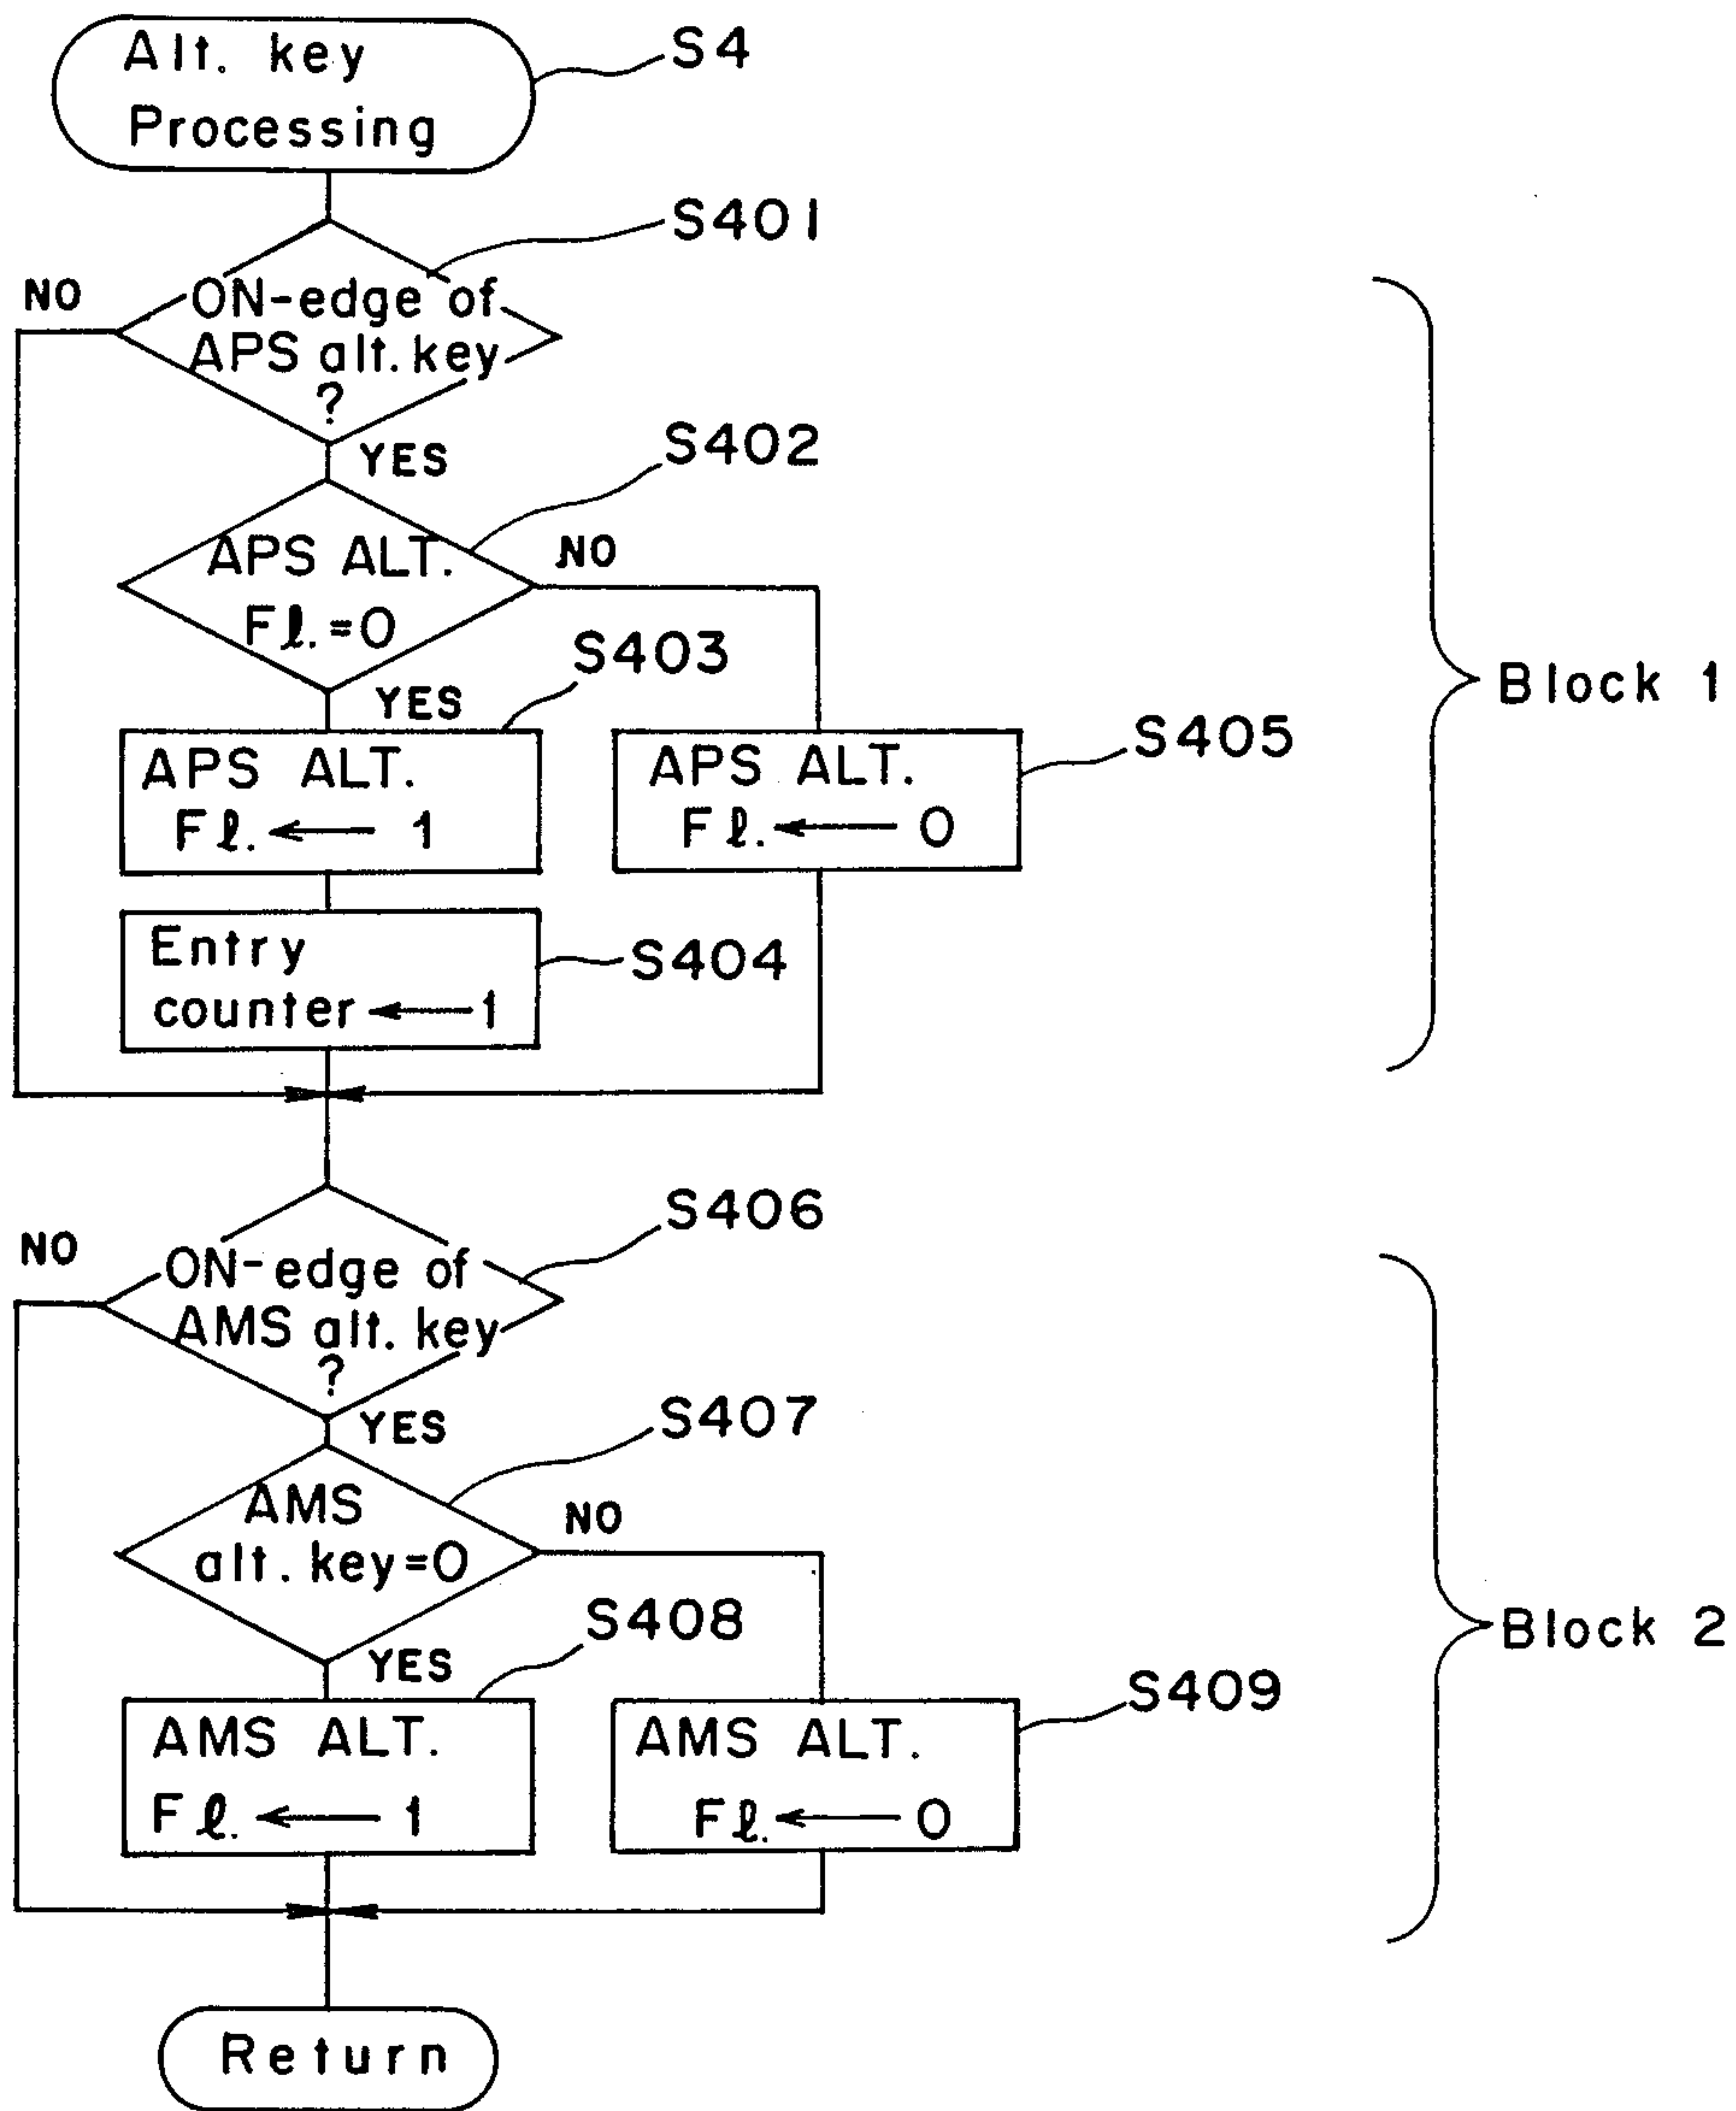 Alt. key
Processing
S4
S401
NO
ON-edge of
APS alt. key
?
YES
S402
APS ALT.
Fℓ.=0
NO
S403
YES
APS ALT.
Fℓ. ← 1
APS ALT.
Fℓ. ← 0
S405
Block 1
Entry
counter ← 1
S404
S406
NO
ON-edge of
AMS alt. key
?
YES
S407
AMS
alt. key=0
NO
S408
YES
AMS ALT.
Fℓ. ← 1
AMS ALT.
Fℓ. ← 0
S409
Block 2
Return